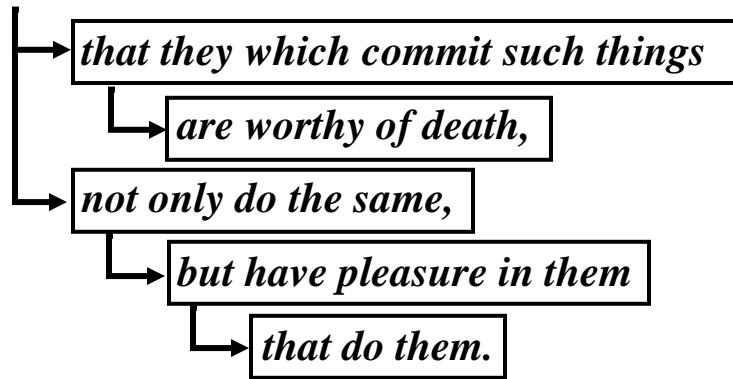 that they which commit such things
are worthy of death,
not only do the same,
but have pleasure in them
that do them.